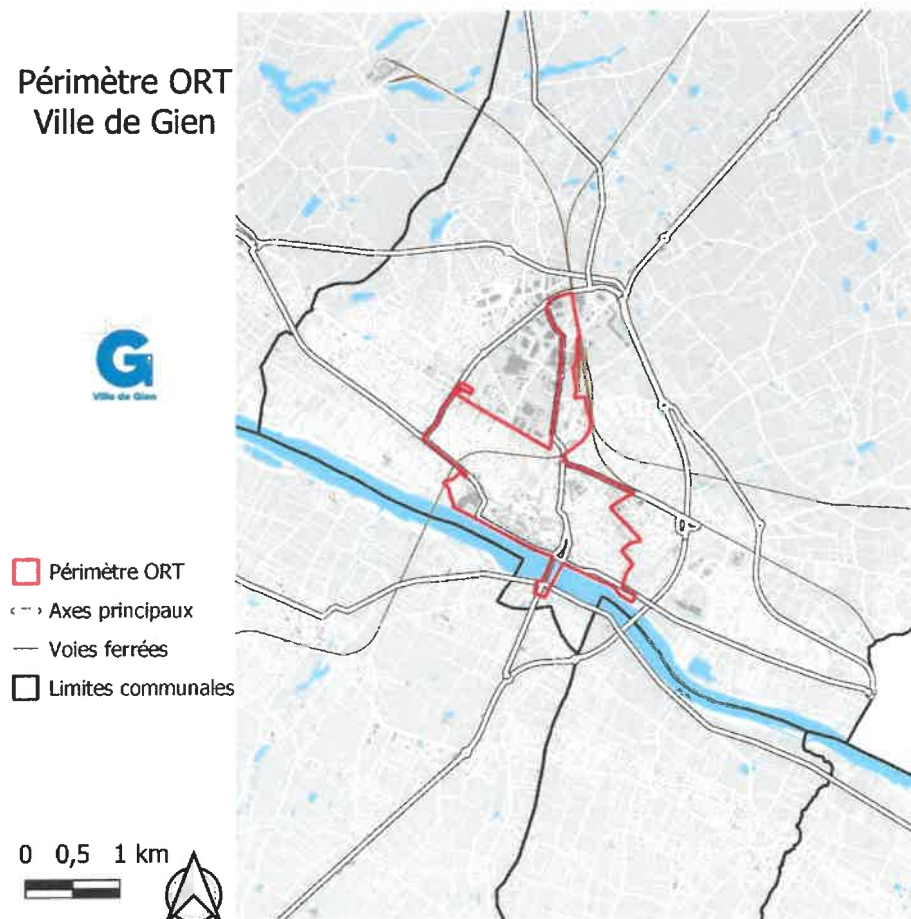 Périmètre ORT
Ville de Gien
G
Ville de Gien
Périmètre ORT
Axes principaux
Voies ferrées
Limites communales
0 0,5 1 km